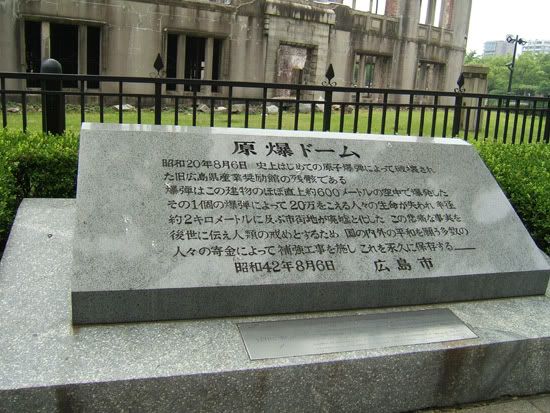 原爆ドーム
昭和20年8月6日 史上はじめての原子爆弾によって破壊され
た旧広島県産業奨励館の残骸である
爆弾はこの建物のほぼ直上約600メートルの空中で爆発した
その1個の爆弾によって20万をこえる人々の生命が失われ 半径
約2キロメートルに及ぶ市街地が廃墟と化した この悲痛な事実を
後世に伝え人類の戒めとするため 国の内外の平和を願う多数の
人々の寄金によって補強工事を施し これを永久に保存する
昭和42年8月6日 広島市